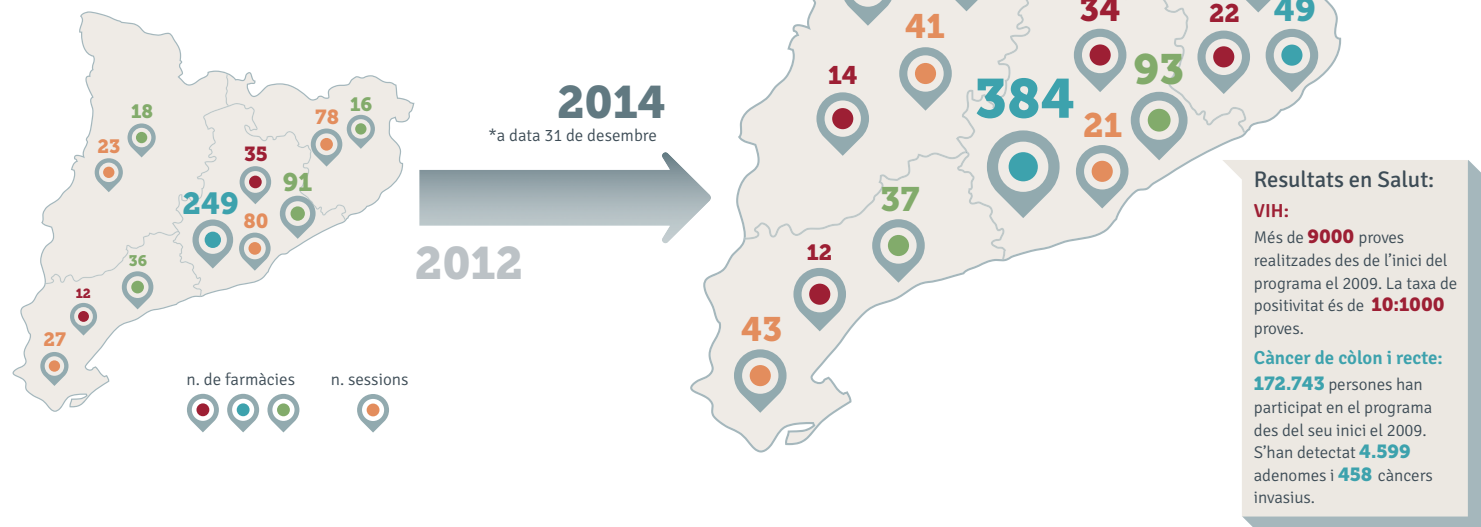 18
23
78
16
35
249
91
80
36
12
27
n. de farmàcies
n. sessions
2014
*a data 31 de desembre
2012
34
22
49
41
14
384
93
21
37
12
43
Resultats en Salut:
VIH:
Més de 9000 proves
realitzades des de l'inici del
programa el 2009. La taxa de
positivitat és de 10:1000
proves.
Càncer de còlon i recte:
172.743 persones han
participat en el programa
des del seu inici el 2009.
S'han detectat 4.599
adenomes i 458 càncers
invasius.